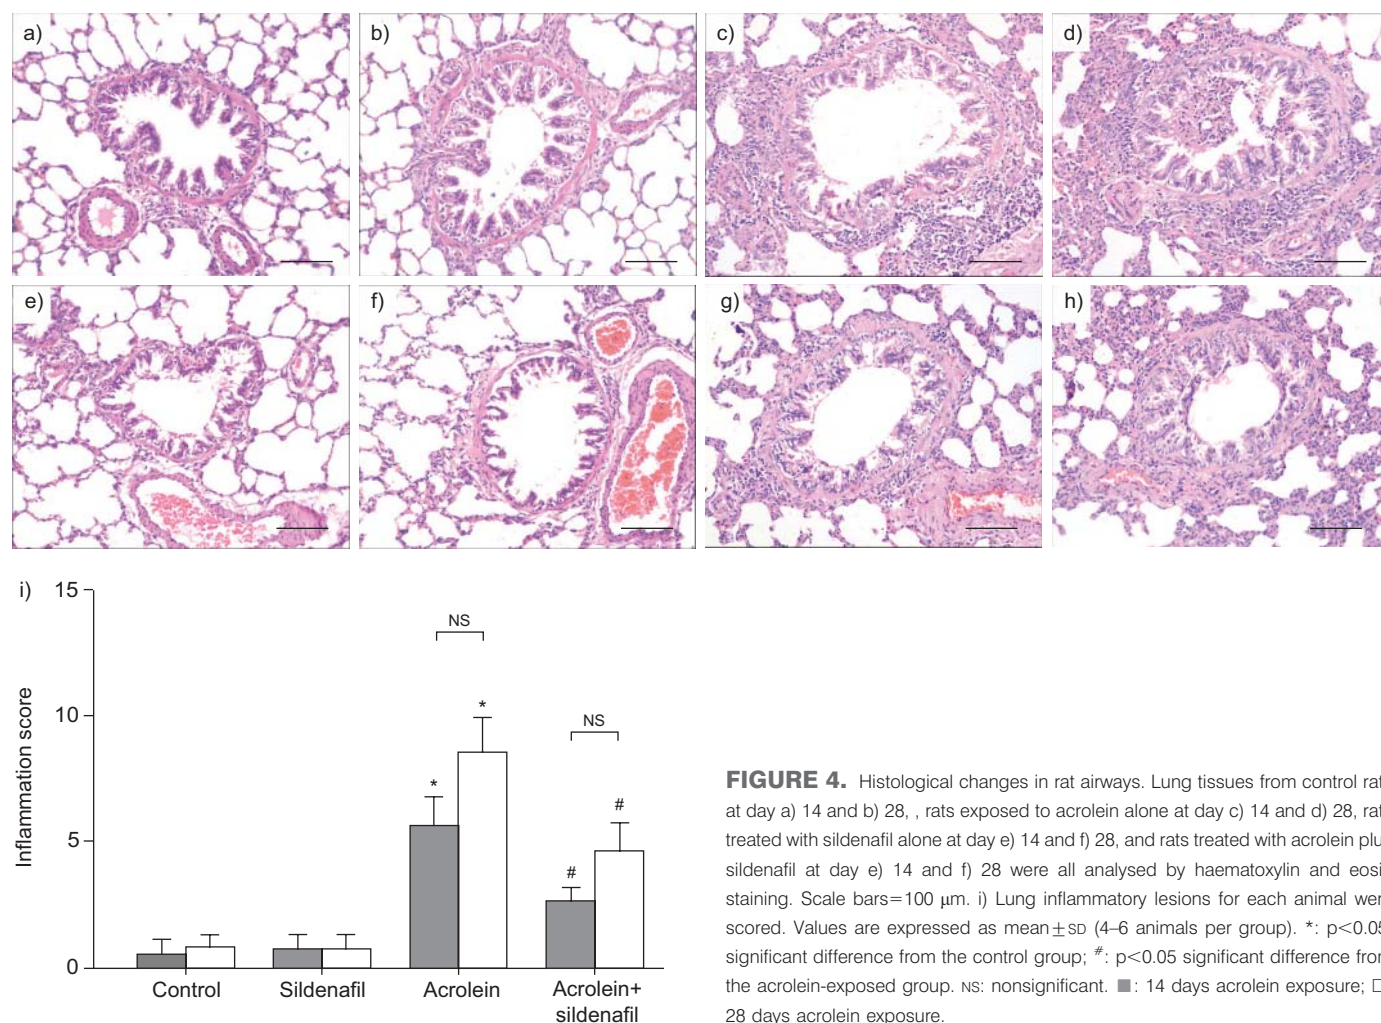 a)
b)
c)
d)
e)
f)
g)
h)
i)
15
10
5
0
Inflammation score
NS
NS
*
*
#
#
Control
Sildenafil
Acrolein
Acrolein+
sildenafil
FIGURE 4. Histological changes in rat airways. Lung tissues from control rat
at day a) 14 and b) 28, , rats exposed to acrolein alone at day c) 14 and d) 28, rat
treated with sildenafil alone at day e) 14 and f) 28, and rats treated with acrolein plu
sildenafil at day e) 14 and f) 28 were all analysed by haematoxylin and eosi
staining. Scale bars=100 μm. i) Lung inflammatory lesions for each animal wer
scored. Values are expressed as mean±SD (4–6 animals per group). *: p<0.05
significant difference from the control group; #: p<0.05 significant difference from
the acrolein-exposed group. NS: nonsignificant. ■: 14 days acrolein exposure; □
28 days acrolein exposure.